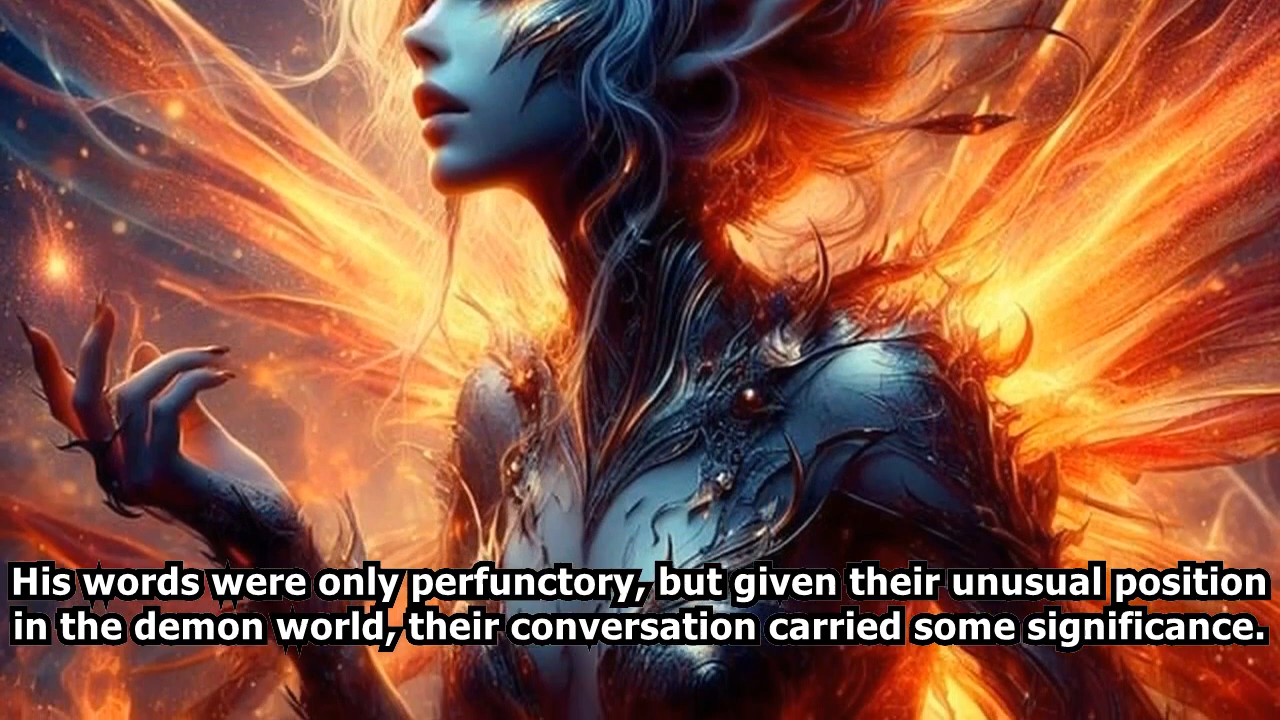 His words were only perfunctory, but given their unusual position
in the demon world, their conversation carried some significance.